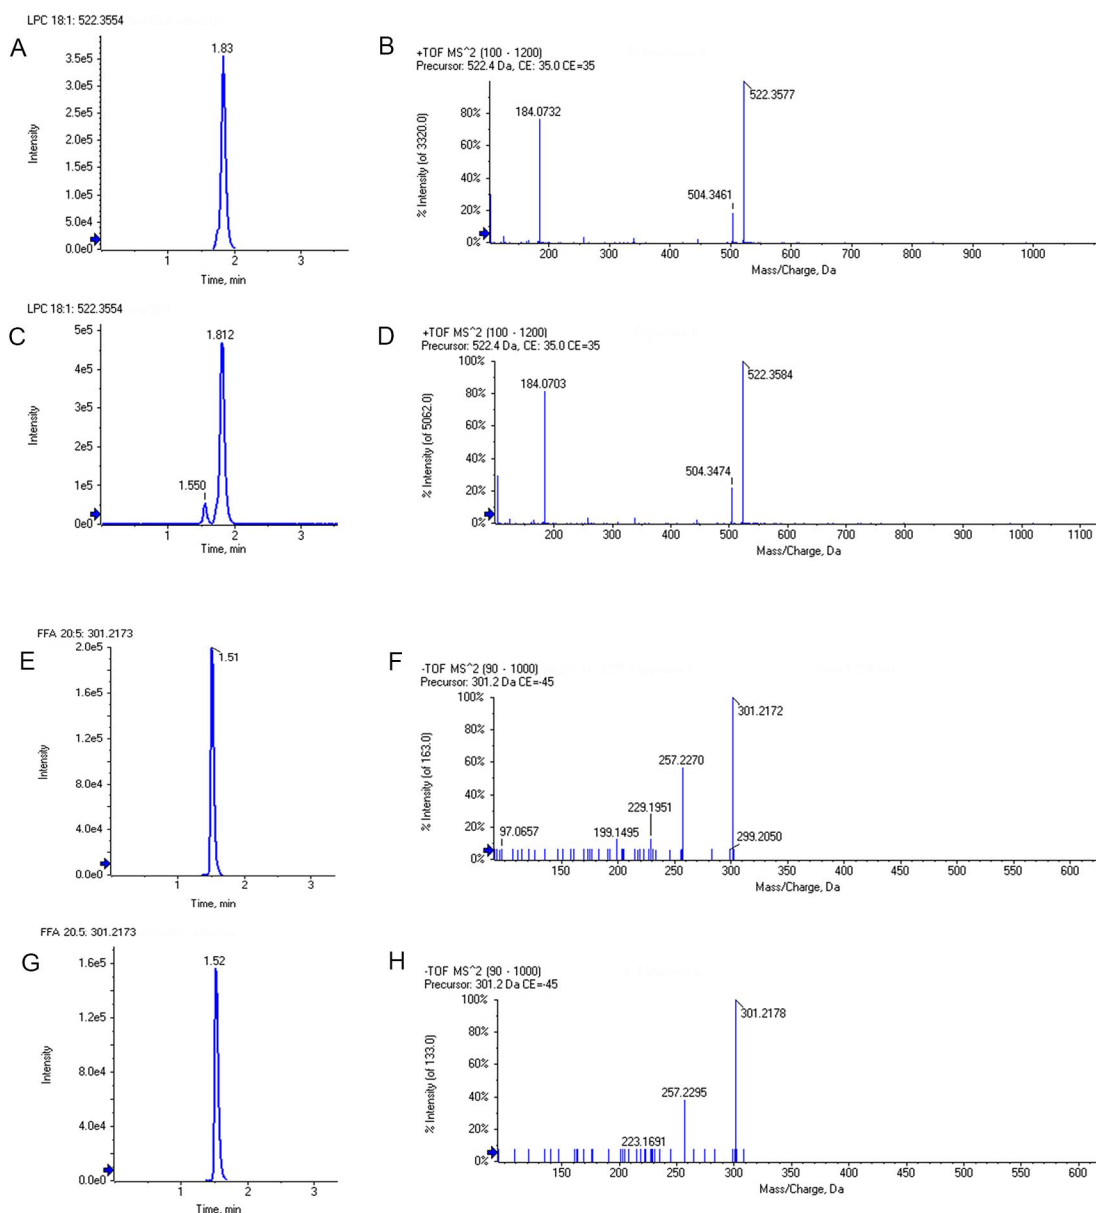 LPC 18:1: 522.3554
A
1.83
3.5e5
3.0e5
2.5e5
2.0e5
1.5e5
1.0e5
5.0e4
0.0e0
Intensity
1 2 3
Time, min
B
+TOF MS^2 (100 - 1200)
Precursor: 522.4 Da, CE: 35.0 CE=35
184.0732
522.3577
504.3461
80%
60%
40%
20%
0%
% Intensity (of 3320.0)
200 300 400 500 600 700 800 900 1000
Mass/Charge, Da
LPC 18:1: 522.3554
C
1.812
1.550
5e5
4e5
3e5
2e5
1e5
0e0
Intensity
1 2 3
Time, min
D
+TOF MS^2 (100 - 1200)
Precursor: 522.4 Da, CE: 35.0 CE=35
184.0703
522.3584
504.3474
100%
80%
60%
40%
20%
0%
% Intensity (of 5062.0)
200 300 400 500 600 700 800 900 1000 1100
Mass/Charge, Da
FFA 20:5: 301.2173
E
1.51
2.0e5
1.6e5
1.2e5
8.0e4
4.0e4
0.0e0
Intensity
1 2 3
Time, min
F
-TOF MS^2 (90 - 1000)
Precursor: 301.2 Da CE=-45
301.2172
257.2270
229.1951
199.1495
97.0657
299.2050
100%
80%
60%
40%
20%
0%
% Intensity (of 163.0)
150 200 250 300 350 400 450 500 550 600
Mass/Charge, Da
FFA 20:5: 301.2173
G
1.52
1.6e5
1.2e5
8.0e4
4.0e4
0.0e0
Intensity
1 2 3
Time, min
H
-TOF MS^2 (90 - 1000)
Precursor: 301.2 Da CE=-45
301.2178
257.2295
223.1691
100%
80%
60%
40%
20%
0%
% Intensity (of 133.0)
150 200 250 300 350 400 450 500 550 600 650
Mass/Charge, Da